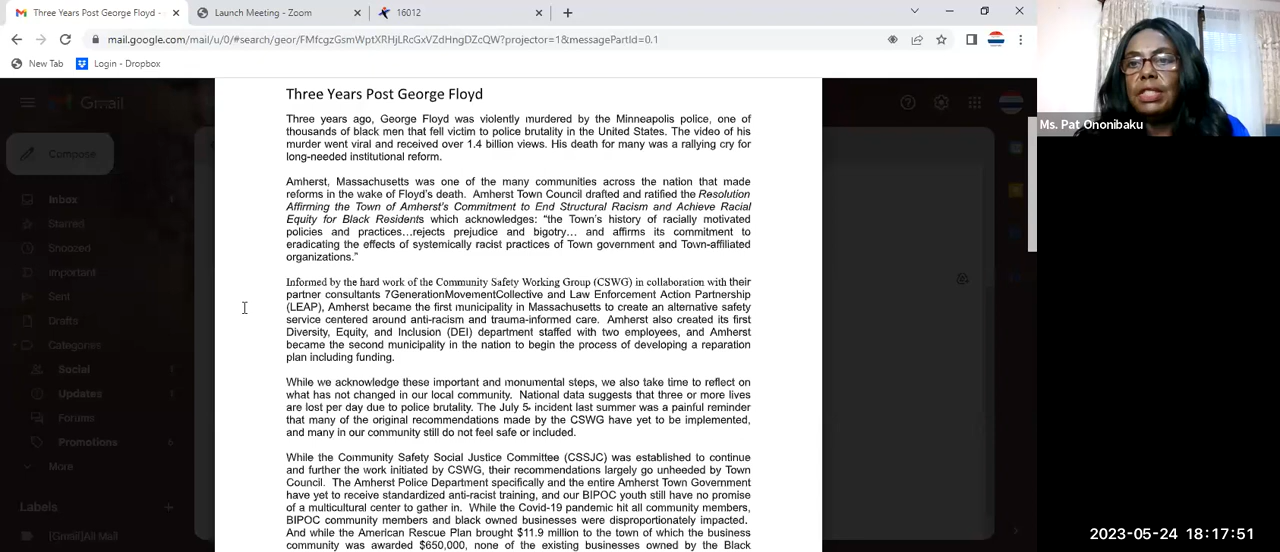 Three Years Post George Floyd -
Launch Meeting - Zoom
16012
mail.google.com/mail/u/0/#search/geor/FMfcgzGsmWptXRHjLRcGxVZdHngDZcQW?projector=1&messagePartId=0.1
New Tab
Login - Dropbox
Gmail
Compose
Inbox 1
Starred
Snoozed
Important
Sent
Drafts
Categories
Social 1
Updates 1
Forums
Promotions 6
More
Labels
[Gmail]All Mail
Three Years Post George Floyd
Three years ago, George Floyd was violently murdered by the Minneapolis police, one of
thousands of black men that fell victim to police brutality in the United States. The video of his
murder went viral and received over 1.4 billion views. His death for many was a rallying cry for
long-needed institutional reform.
Amherst, Massachusetts was one of the many communities across the nation that made
reforms in the wake of Floyd's death. Amherst Town Council drafted and ratified the Resolution
Affirming the Town of Amherst's Commitment to End Structural Racism and Achieve Racial
Equity for Black Residents which acknowledges: "the Town's history of racially motivated
policies and practices…rejects prejudice and bigotry… and affirms its commitment to
eradicating the effects of systemically racist practices of Town government and Town-affiliated
organizations."
Informed by the hard work of the Community Safety Working Group (CSWG) in collaboration with their
partner consultants 7GenerationMovementCollective and Law Enforcement Action Partnership
(LEAP), Amherst became the first municipality in Massachusetts to create an alternative safety
service centered around anti-racism and trauma-informed care. Amherst also created its first
Diversity, Equity, and Inclusion (DEI) department staffed with two employees, and Amherst
became the second municipality in the nation to begin the process of developing a reparation
plan including funding.
While we acknowledge these important and monumental steps, we also take time to reflect on
what has not changed in our local community. National data suggests that three or more lives
are lost per day due to police brutality. The July 5 incident last summer was a painful reminder
that many of the original recommendations made by the CSWG have yet to be implemented,
and many in our community still do not feel safe or included.
While the Community Safety Social Justice Committee (CSSJC) was established to continue
and further the work initiated by CSWG, their recommendations largely go unheeded by Town
Council. The Amherst Police Department specifically and the entire Amherst Town Government
have yet to receive standardized anti-racist training, and our BIPOC youth still have no promise
of a multicultural center to gather in. While the Covid-19 pandemic hit all community members,
BIPOC community members and black owned businesses were disproportionately impacted.
And while the American Rescue Plan brought $11.9 million to the town of which the business
community was awarded $650,000, none of the existing businesses owned by the Black
Ms. Pat Ononibaku
2023-05-24 18:17:51